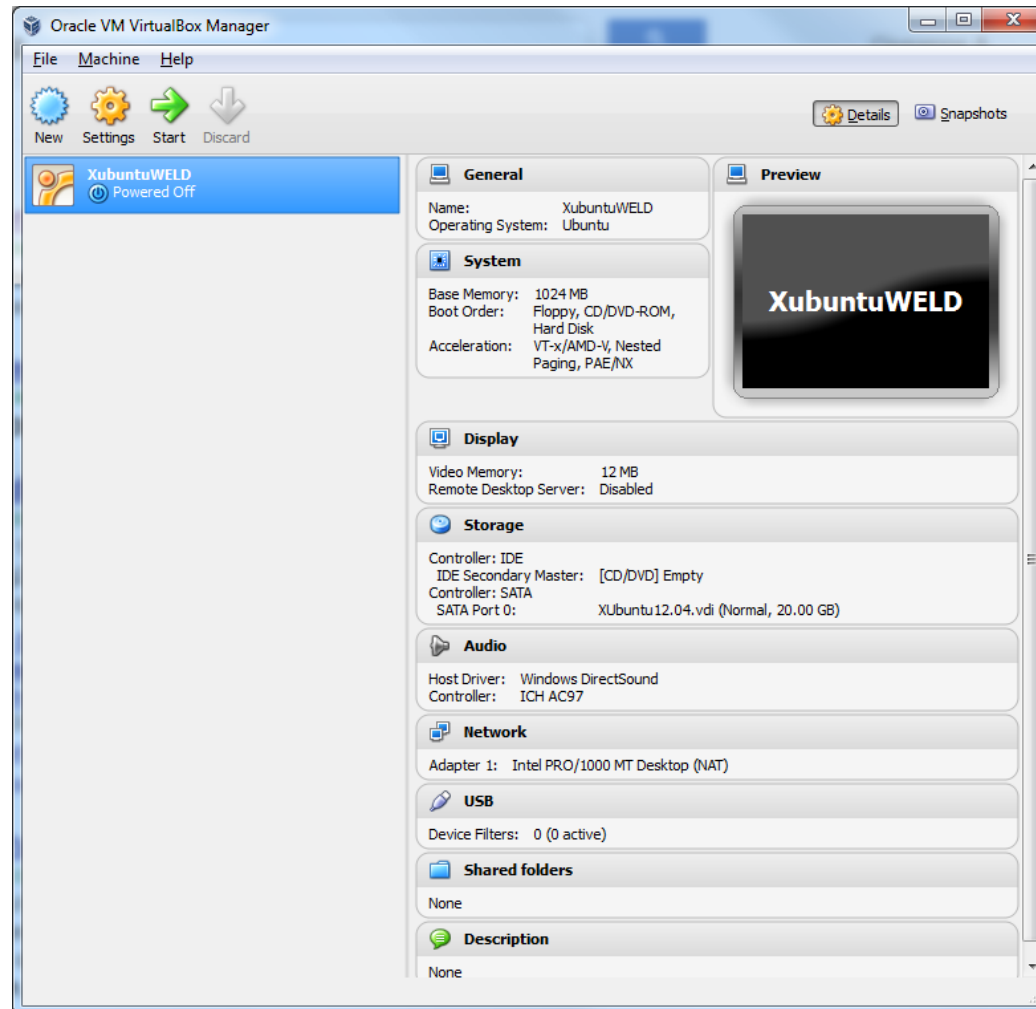 Oracle VM VirtualBox Manager
File Machine Help
New Settings Start Discard
Details Snapshots
XubuntuWELD
Powered Off
General
Name: XubuntuWELD
Operating System: Ubuntu
System
Base Memory: 1024 MB
Boot Order: Floppy, CD/DVD-ROM,
Hard Disk
Acceleration: VT-x/AMD-V, Nested
Paging, PAE/NX
Preview
XubuntuWELD
Display
Video Memory: 12 MB
Remote Desktop Server: Disabled
Storage
Controller: IDE
IDE Secondary Master: [CD/DVD] Empty
Controller: SATA
SATA Port 0: XUbuntu12.04.vdi (Normal, 20.00 GB)
Audio
Host Driver: Windows DirectSound
Controller: ICH AC97
Network
Adapter 1: Intel PRO/1000 MT Desktop (NAT)
USB
Device Filters: 0 (0 active)
Shared folders
None
Description
None